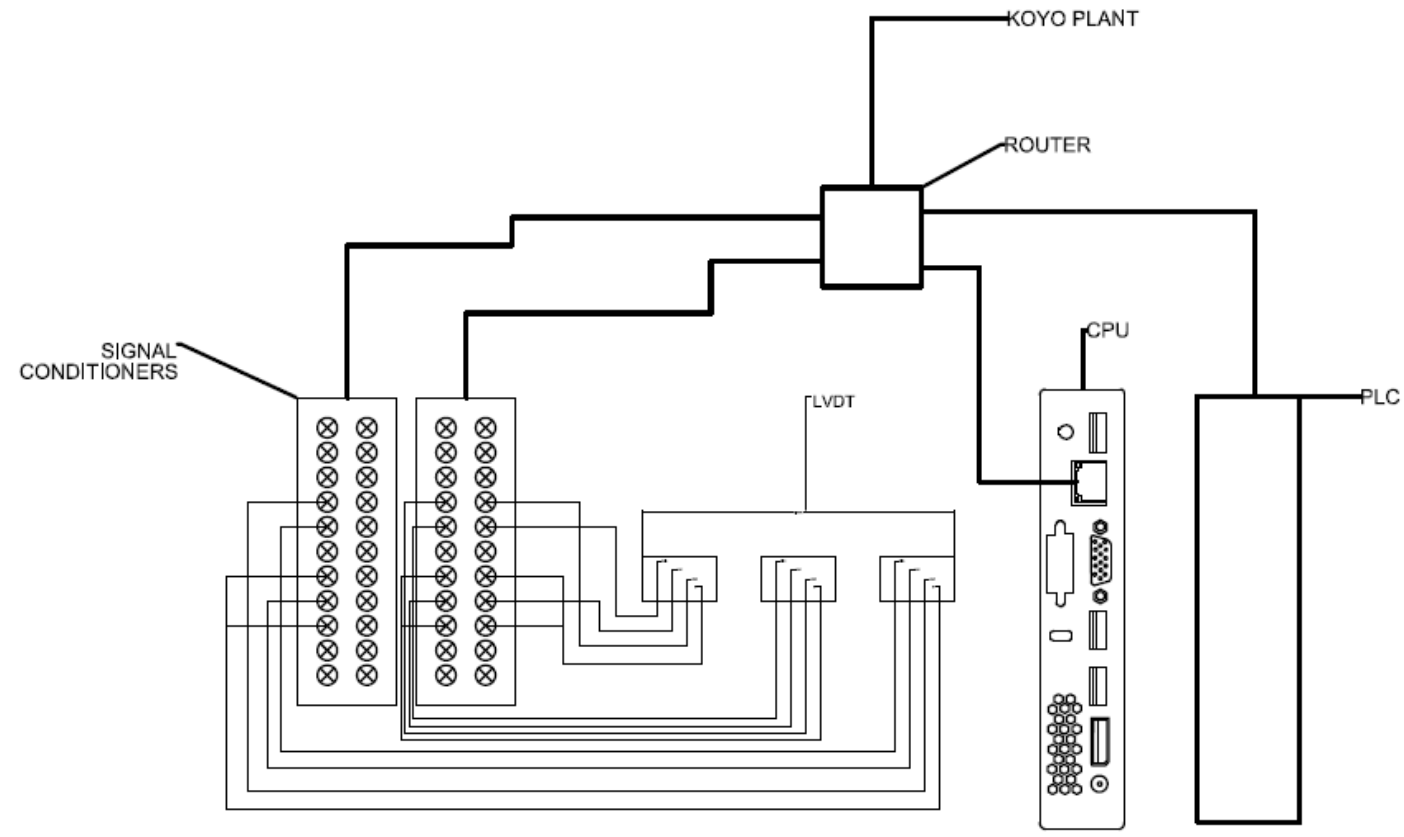 KOYO PLANT
ROUTER
SIGNAL
CONDITIONERS
CPU
LVDT
PLC